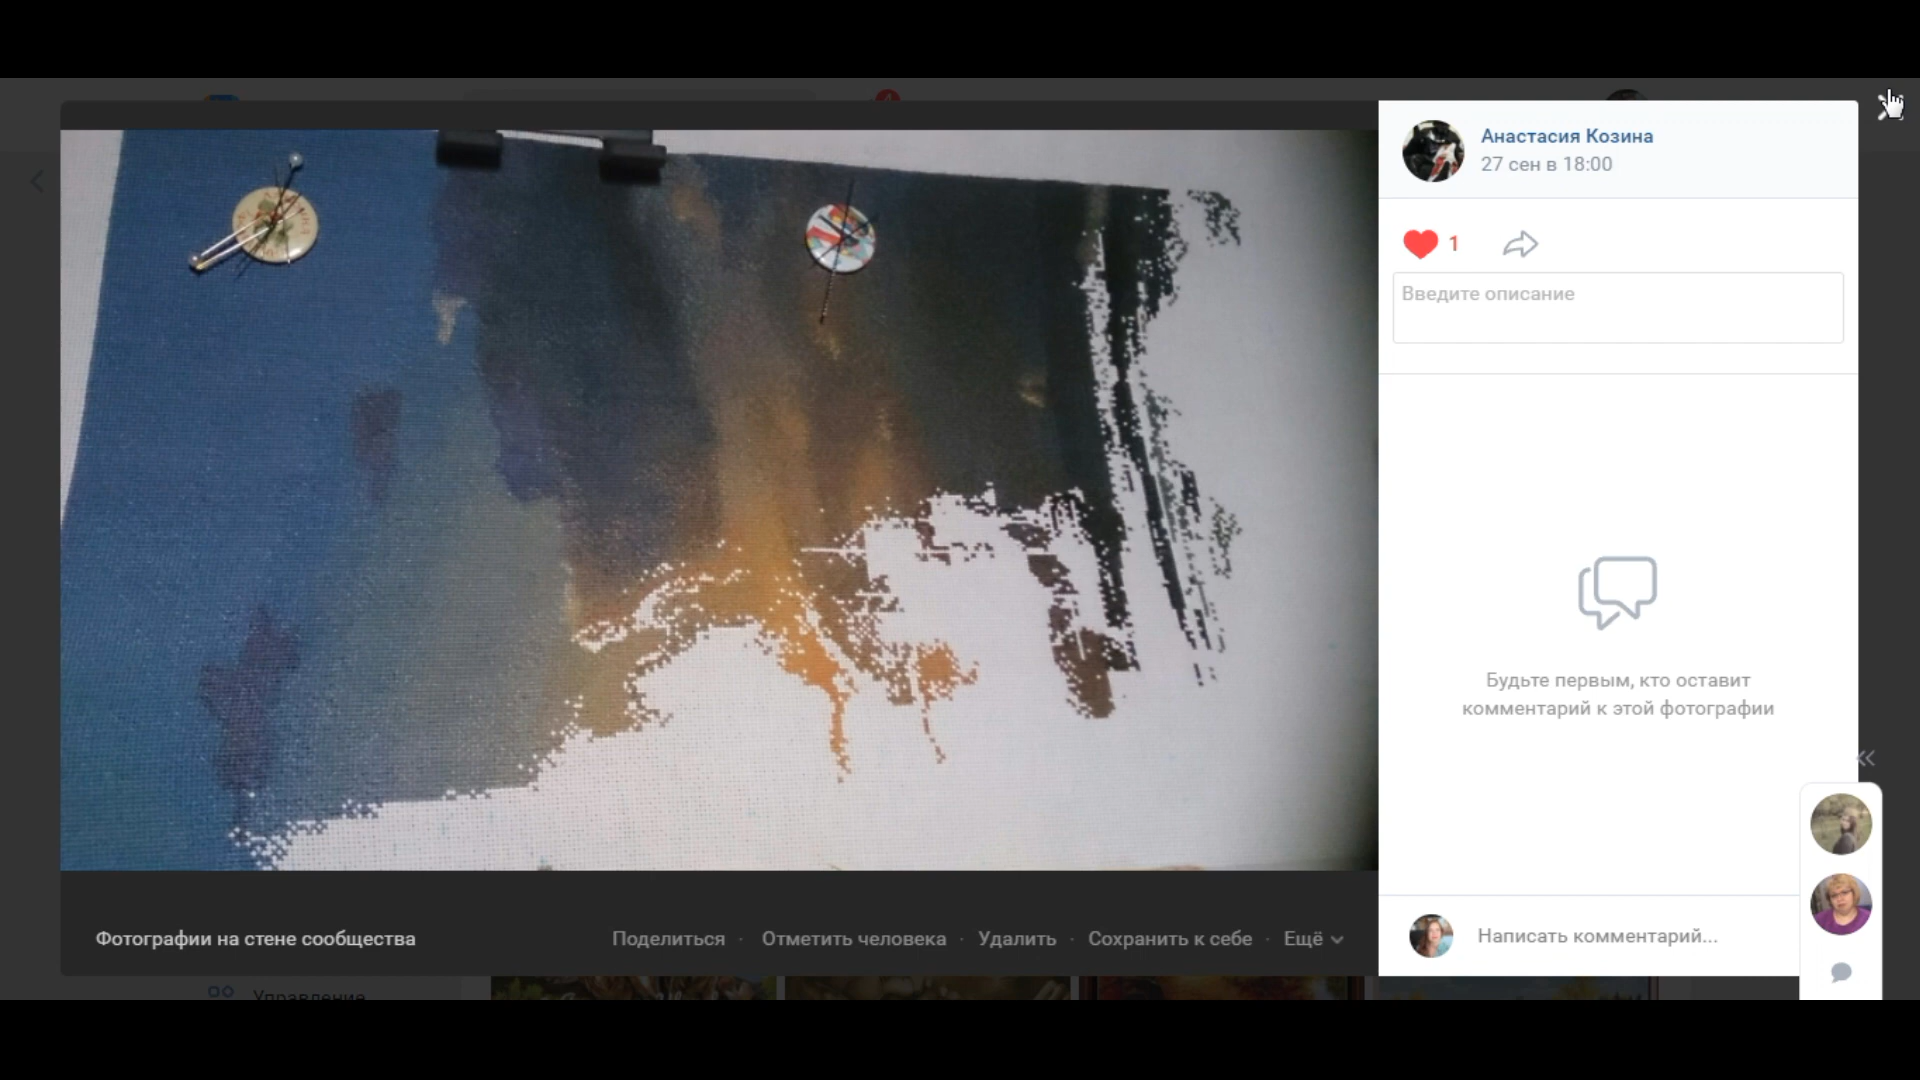 Анастасия Козина
27 сен в 18:00
1
Введите описание
Будьте первым, кто оставит
комментарий к этой фотографии
Фотографии на стене сообщества
Поделиться · Отметить человека · Удалить · Сохранить к себе · Ещё
Написать комментарий...
Управление